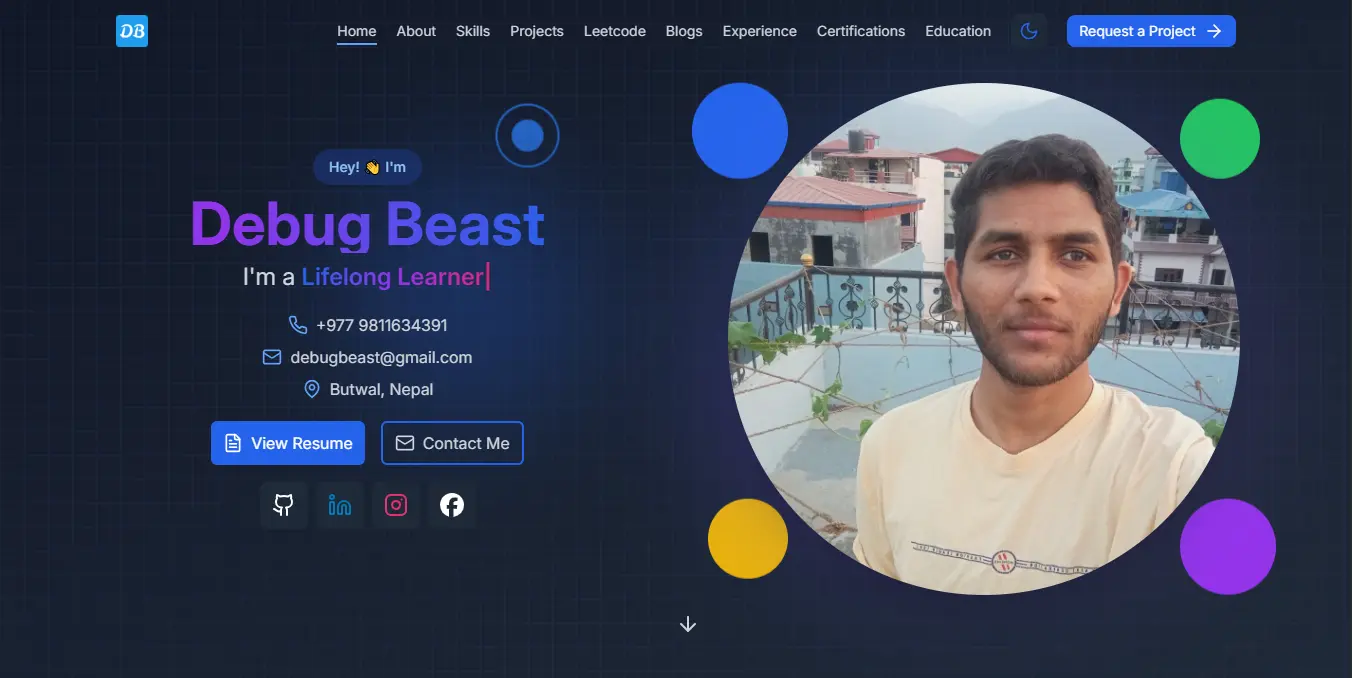 DB
Home About Skills Projects Leetcode Blogs Experience Certifications Education Request a Project
Hey! 👋 I'm
Debug Beast
I'm a Lifelong Learner
+977 9811634391
debugbeast@gmail.com
Butwal, Nepal
View Resume Contact Me
in